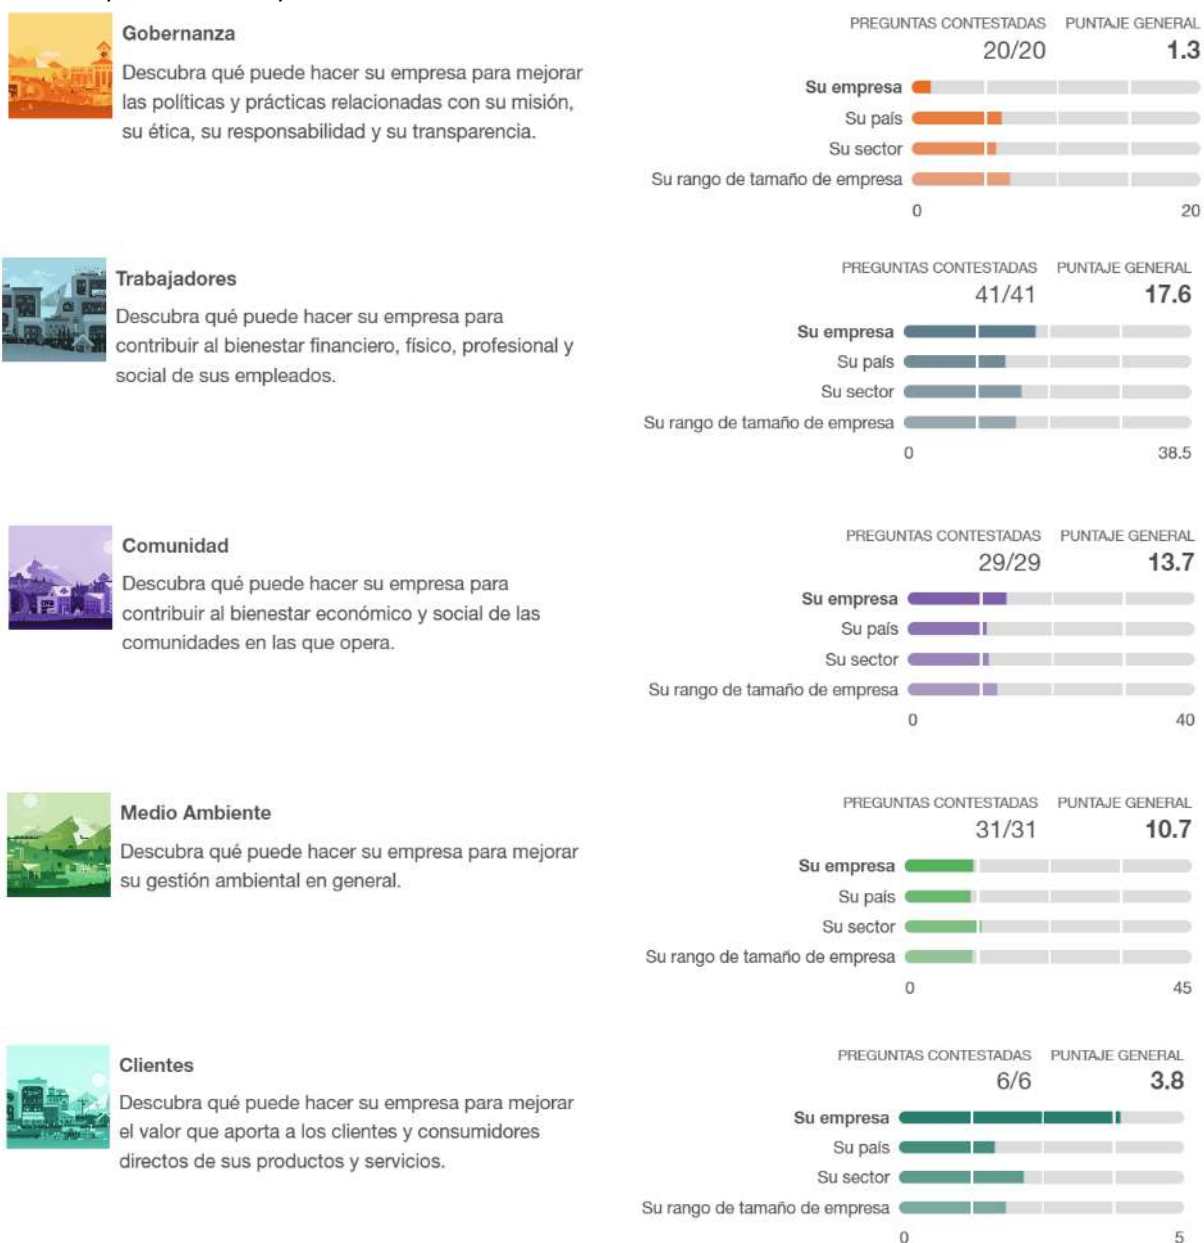 Gobernanza
Descubra qué puede hacer su empresa para mejorar
las políticas y prácticas relacionadas con su misión,
su ética, su responsabilidad y su transparencia.
PREGUNTAS CONTESTADAS PUNTAJE GENERAL
20/20 1.3
Su empresa
Su país
Su sector
Su rango de tamaño de empresa
0 20
Trabajadores
Descubra qué puede hacer su empresa para
contribuir al bienestar financiero, físico, profesional y
social de sus empleados.
PREGUNTAS CONTESTADAS PUNTAJE GENERAL
41/41 17.6
Su empresa
Su país
Su sector
Su rango de tamaño de empresa
0 38.5
Comunidad
Descubra qué puede hacer su empresa para
contribuir al bienestar económico y social de las
comunidades en las que opera.
PREGUNTAS CONTESTADAS PUNTAJE GENERAL
29/29 13.7
Su empresa
Su país
Su sector
Su rango de tamaño de empresa
0 40
Medio Ambiente
Descubra qué puede hacer su empresa para mejorar
su gestión ambiental en general.
PREGUNTAS CONTESTADAS PUNTAJE GENERAL
31/31 10.7
Su empresa
Su país
Su sector
Su rango de tamaño de empresa
0 45
Clientes
Descubra qué puede hacer su empresa para mejorar
el valor que aporta a los clientes y consumidores
directos de sus productos y servicios.
PREGUNTAS CONTESTADAS PUNTAJE GENERAL
6/6 3.8
Su empresa
Su país
Su sector
Su rango de tamaño de empresa
0 5